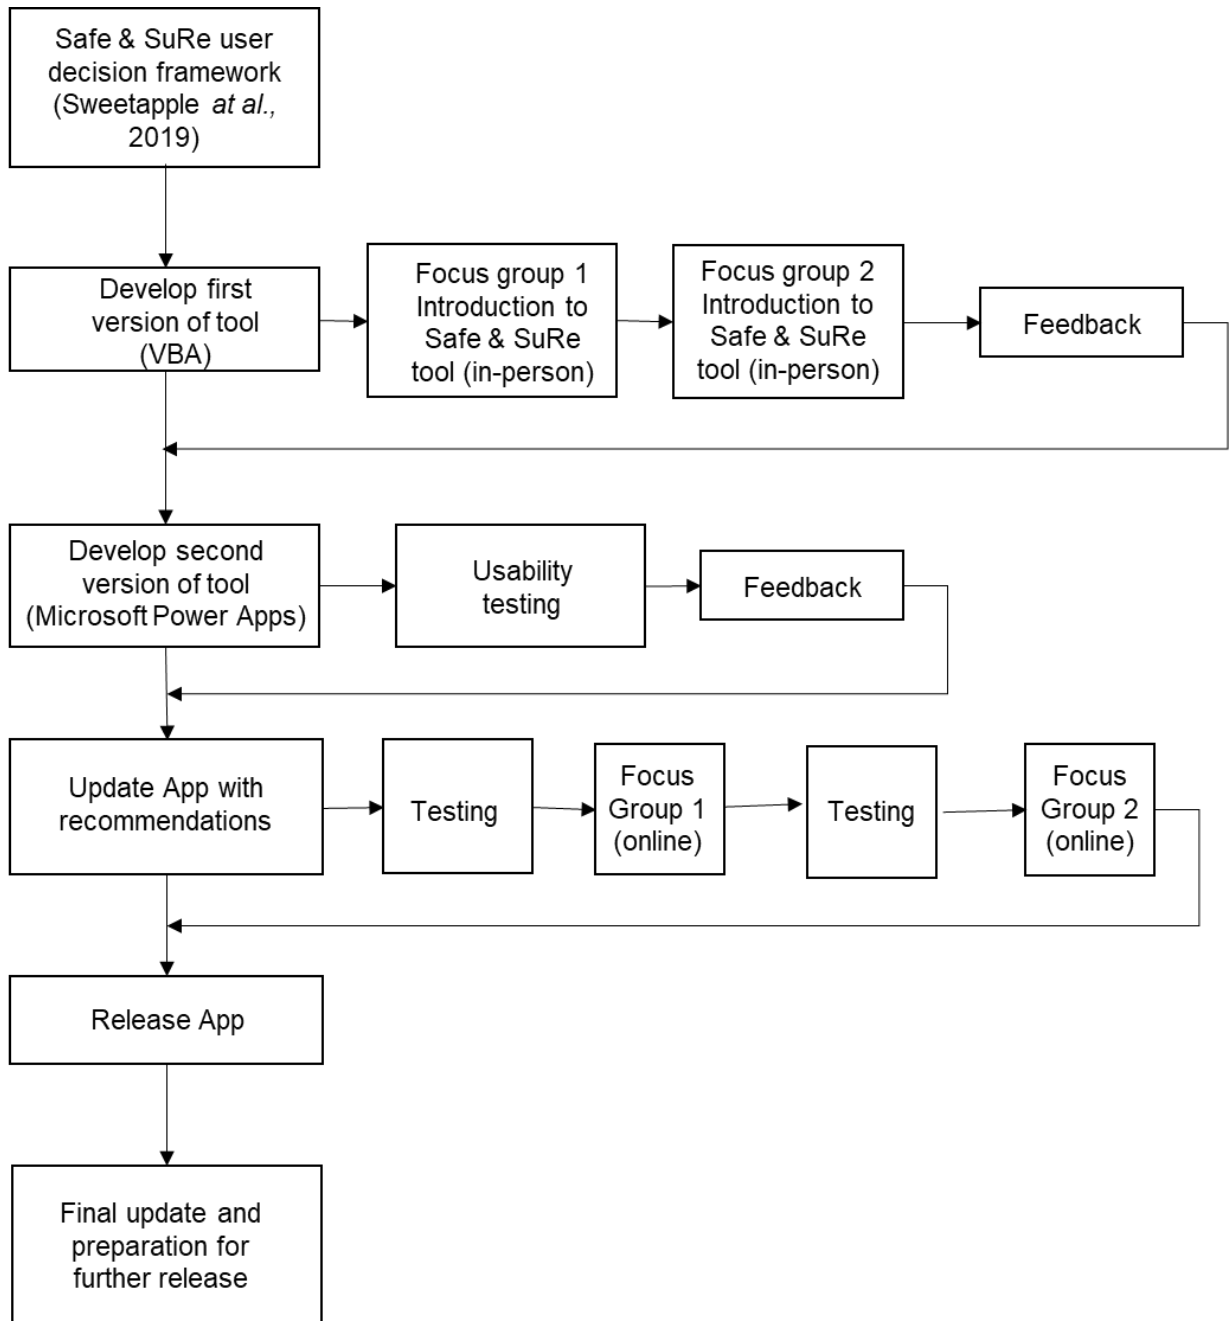 Safe & SuRe user
decision framework
(Sweetapple at al.,
2019)
Develop first
version of tool
(VBA)
Focus group 1
Introduction to
Safe & SuRe
tool (in-person)
Focus group 2
Introduction to
Safe & SuRe
tool (in-person)
Feedback
Develop second
version of tool
(Microsoft Power Apps)
Usability
testing
Feedback
Update App with
recommendations
Testing
Focus
Group 1
(online)
Testing
Focus
Group 2
(online)
Release App
Final update and
preparation for
further release